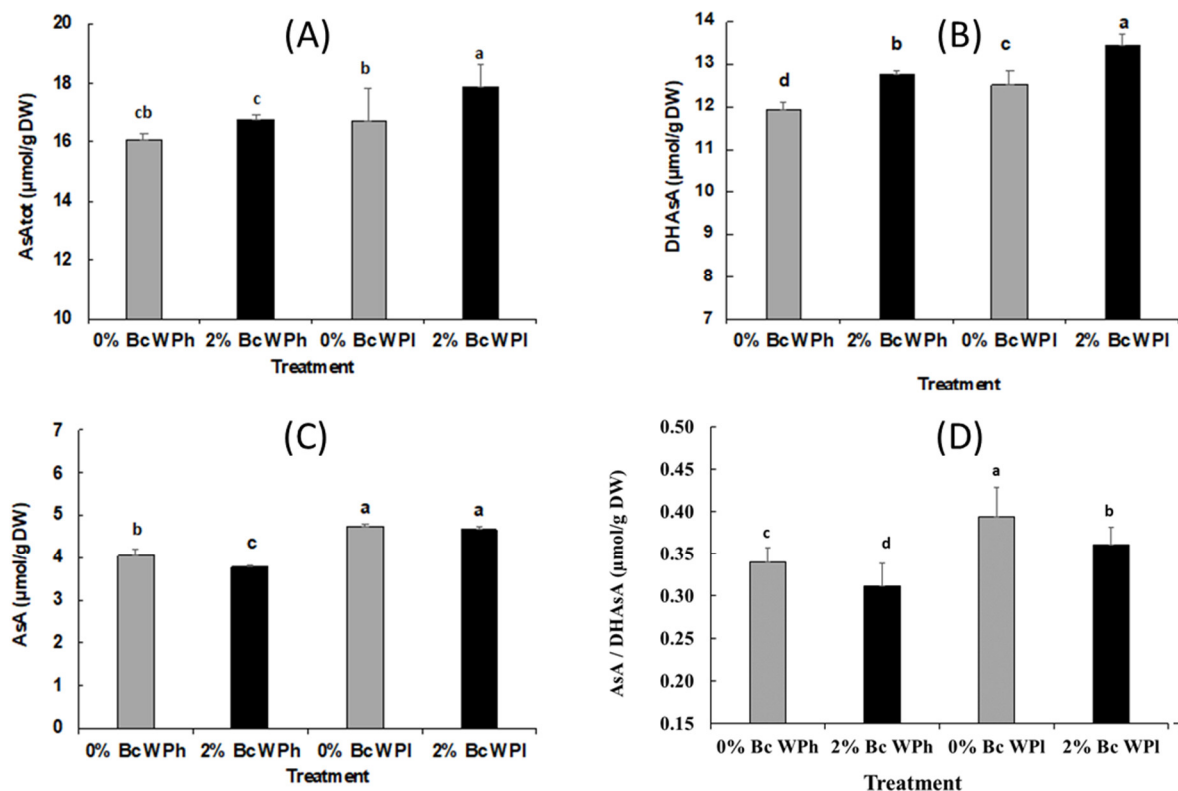 (A)
20
18
16
14
12
10
AsAtot (µmol/g DW)
cb
c
b
a
0% BcWPh 2% BcWPh 0% BcWPl 2% BcWPl
Treatment
(B)
14
13
12
11
10
9
8
7
DHAsA (µmol/g DW)
d
b
c
a
0% BcWPh 2% BcWPh 0% BcWPl 2% BcWPl
Treatment
(C)
7
6
5
4
3
2
1
0
AsA (µmol/g DW)
b
c
a
a
0% BcWPh 2% BcWPh 0% BcWPl 2% BcWPl
Treatment
(D)
0.50
0.45
0.40
0.35
0.30
0.25
0.20
0.15
AsA / DHAsA (µmol/g DW)
c
d
a
b
0% Bc WPh 2% Bc WPh 0% Bc WPl 2% Bc WPl
Treatment